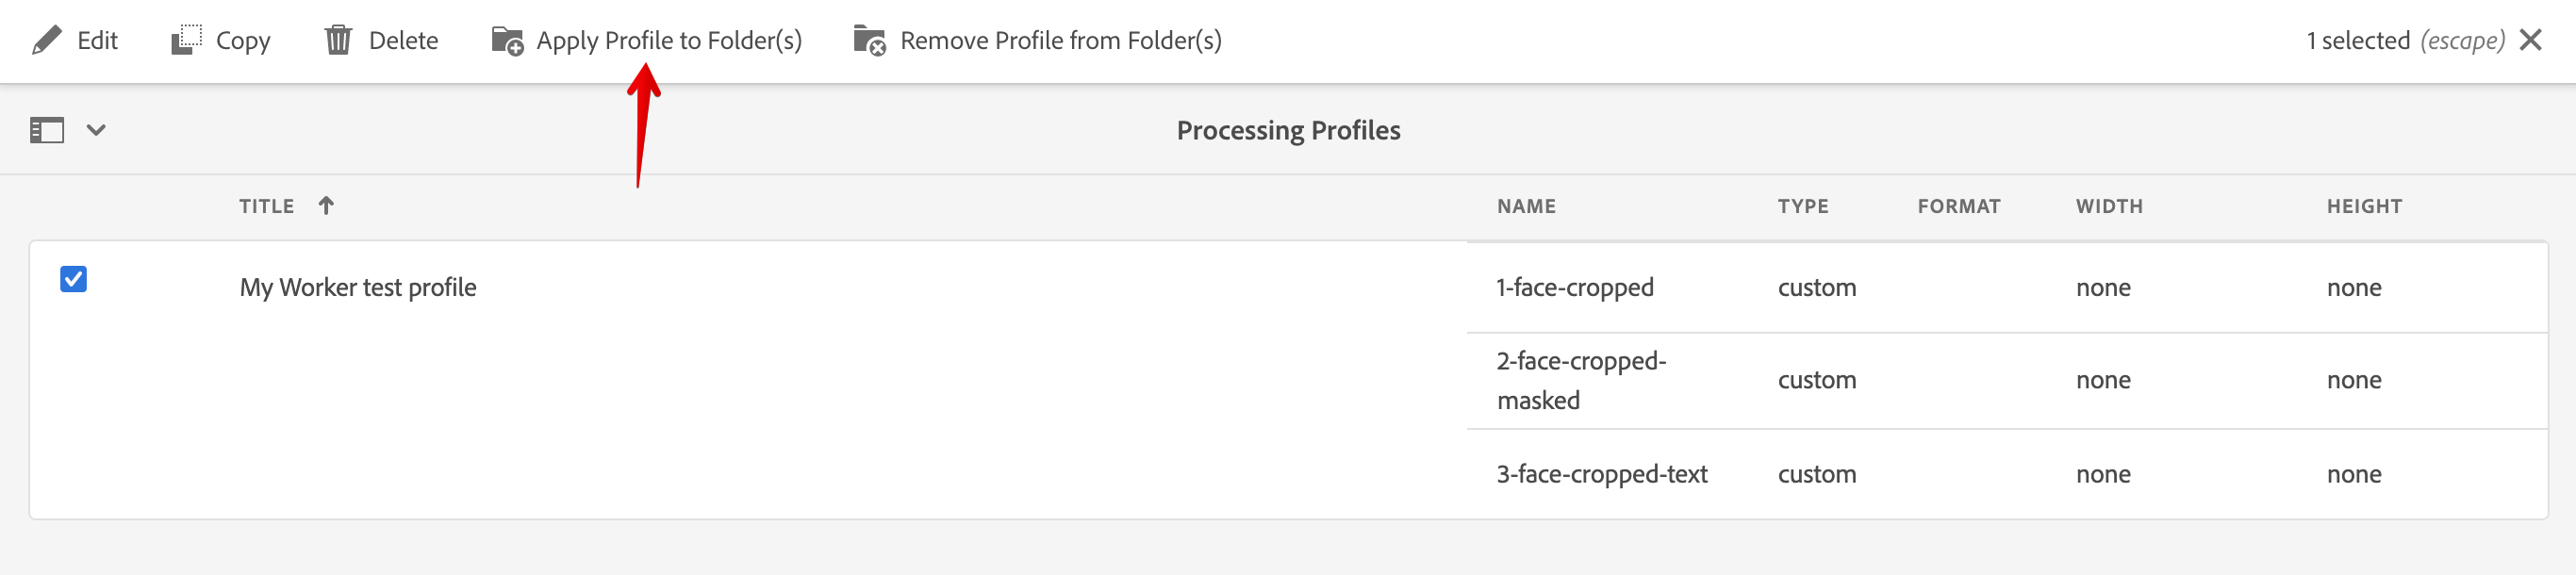 Edit Copy Delete Apply Profile to Folder(s) Remove Profile from Folder(s) 1 selected (escape)
Processing Profiles
TITLE NAME TYPE FORMAT WIDTH HEIGHT
My Worker test profile 1-face-cropped custom none none
2-face-cropped-
masked custom none none
3-face-cropped-text custom none none